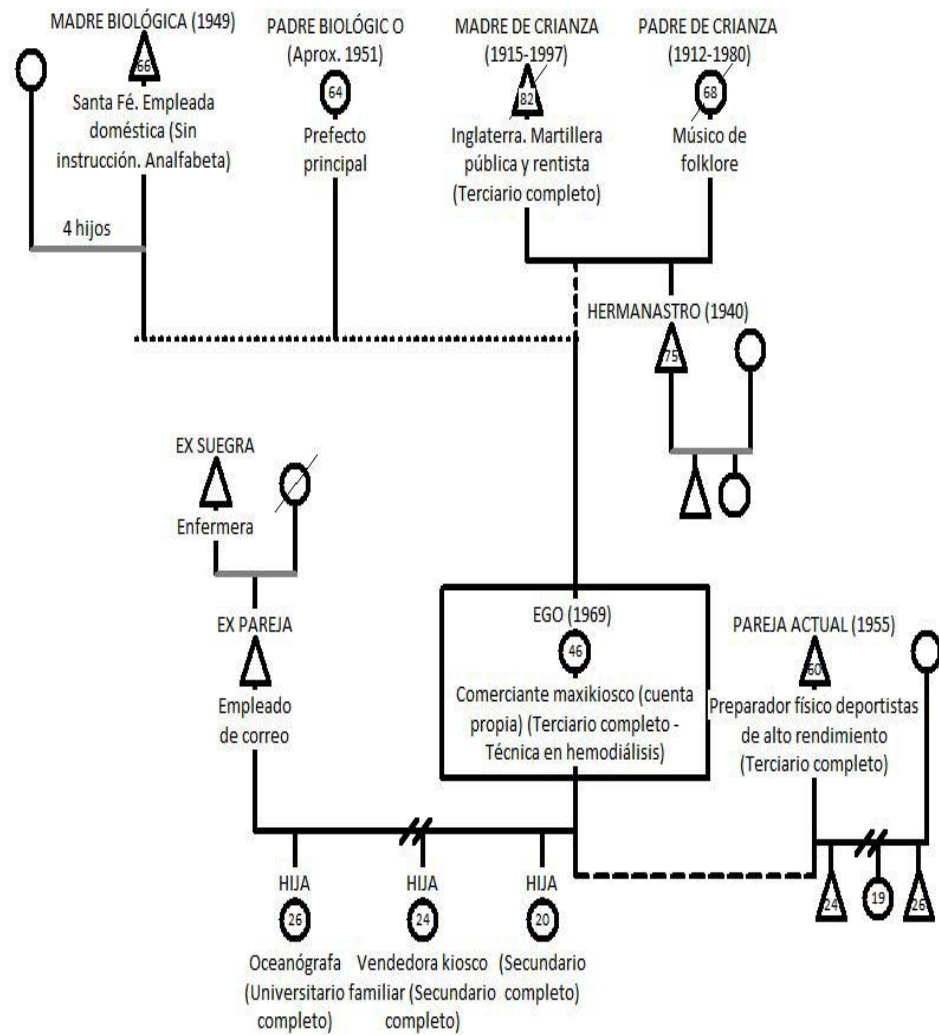 MADRE BIOLÓGICA (1949)
66
Santa Fé. Empleada
doméstica (Sin
instrucción. Analfabeta)
4 hijos
PADRE BIOLÓGIC O
(Aprox. 1951)
64
Prefecto
principal
MADRE DE CRIANZA
(1915-1997)
82
Inglaterra. Martillera
pública y rentista
(Terciario completo)
PADRE DE CRIANZA
(1912-1980)
68
Músico de
folklore
HERMANASTRO (1940)
75
EX SUEGRA
Enfermera
EX PAREJA
Empleado
de correo
EGO (1969)
46
Comerciante maxikiosco (cuenta
propia) (Terciario completo -
Técnica en hemodiálisis)
PAREJA ACTUAL (1955)
60
Preparador físico deportistas
de alto rendimiento
(Terciario completo)
HIJA
26
Oceanógrafa
(Universitario
completo)
HIJA
24
Vendedora kiosco
familiar (Secundario
completo)
HIJA
20
(Secundario
completo)
24
19
26